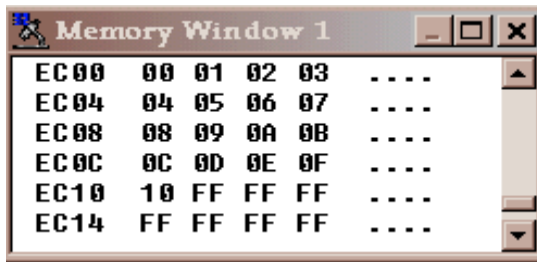 Memory Window 1
EC00 00 01 02 03 ....
EC04 04 05 06 07 ....
EC08 08 09 0A 0B ....
EC0C 0C 0D 0E 0F ....
EC10 10 FF FF FF ....
EC14 FF FF FF FF ....